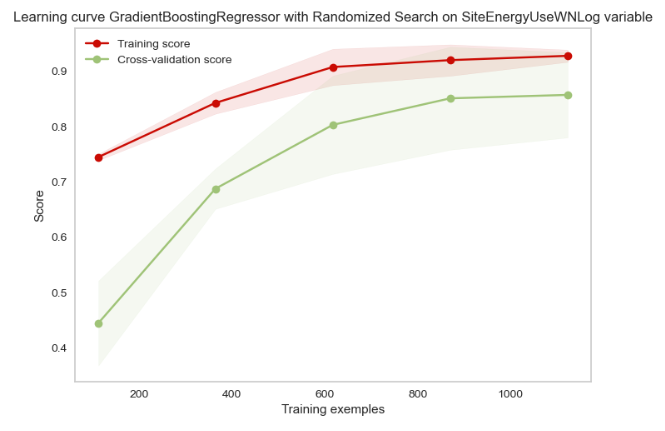 Learning curve GradientBoostingRegressor with Randomized Search on SiteEnergyUseWNLog variable
Training score
Cross-validation score
0.9
0.8
0.7
0.6
0.5
0.4
Score
200 400 600 800 1000
Training exemples